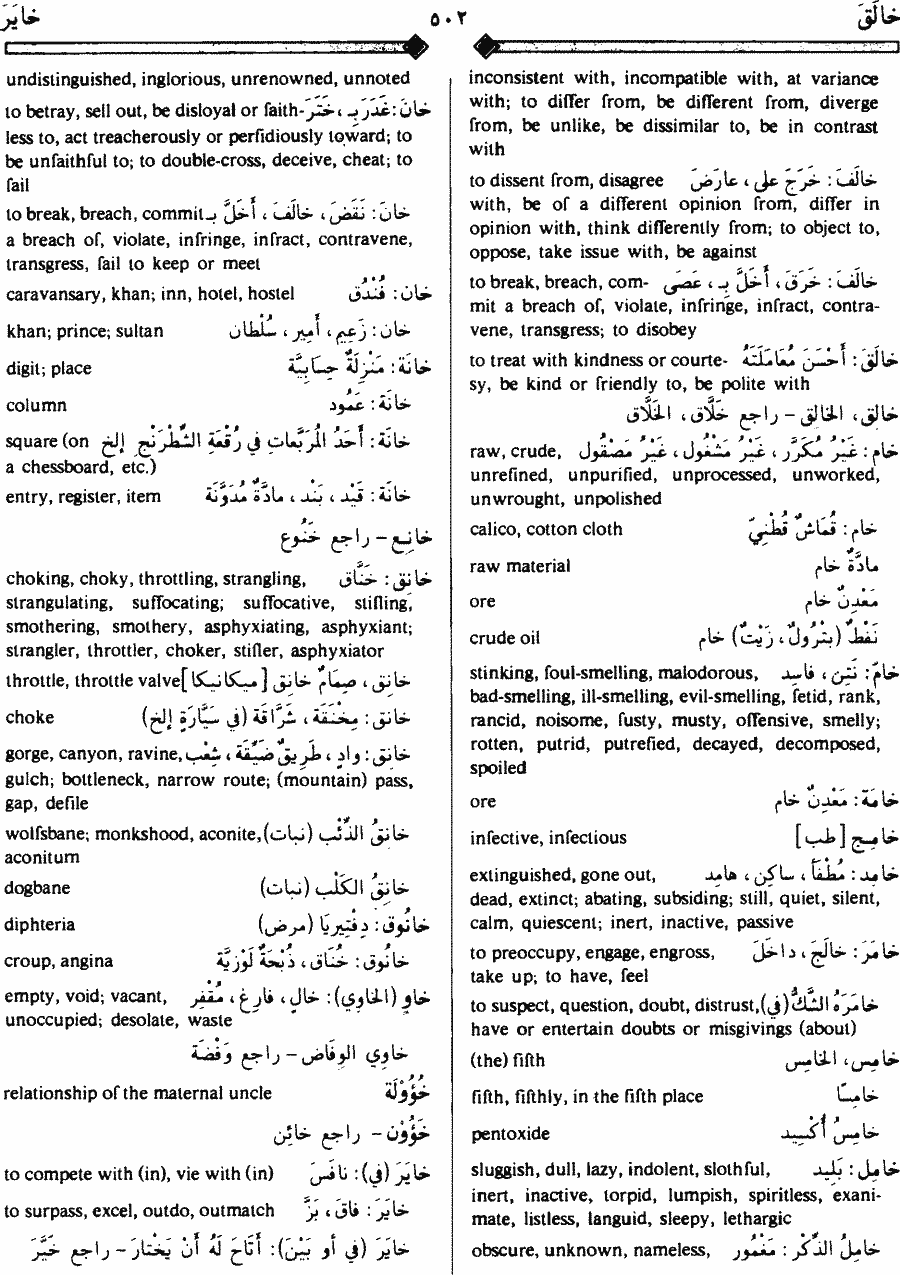 خالَقَ ٥٠٢ خايَرَ
inconsistent with, incompatible with, at variance
with; to differ from, be different from, diverge
from, be unlike, be dissimilar to, be in contrast
with
خالَفَ: خَرَجَ على، عارَضَ to dissent from, disagree
with, be of a different opinion from, differ in
opinion with, think differently from; to object to,
oppose, take issue with, be against
خالَفَ: خَرَقَ، أَخَلَّ بِـ، عَصَى to break, breach, com-
mit a breach of, violate, infringe, infract, contra-
vene, transgress; to disobey
خالَقَ: أَحْسَنَ مُعَامَلَتَهُ to treat with kindness or courte-
sy, be kind or friendly to, be polite with
خالِق، الخالِق - راجع خَلَّاق، الخَلَّاق
خام: غَيْرُ مُكَرَّر، غَيْرُ مَشْغُول، غَيْرُ مَصْقُول raw, crude,
unrefined, unpurified, unprocessed, unworked,
unwrought, unpolished
خام: قُمَاشٌ قُطْنِيّ calico, cotton cloth
مادَّةٌ خام raw material
مَعْدِنٌ خام ore
نَفْطٌ (بِتْرُولٌ، زَيْتٌ) خام crude oil
خامّ: نَتِن، فاسِد stinking, foul-smelling, malodorous,
bad-smelling, ill-smelling, evil-smelling, fetid, rank,
rancid, noisome, fusty, musty, offensive, smelly;
rotten, putrid, putrefied, decayed, decomposed,
spoiled
خامَة: مَعْدِنٌ خام ore
خامِج [طب] infective, infectious
خامِد: مُطْفَأ، ساكِن، هامِد extinguished, gone out,
dead, extinct; abating, subsiding; still, quiet, silent,
calm, quiescent; inert, inactive, passive
خامَرَ: خالَجَ، داخَلَ to preoccupy, engage, engross,
take up; to have, feel
خامَرَهُ الشَّكُّ (في) to suspect, question, doubt, distrust,
have or entertain doubts or misgivings (about)
خامِس، الخامِس (the) fifth
خامِسًا fifth, fifthly, in the fifth place
خامِسُ أُكْسِيد pentoxide
خامِل: بَلِيد sluggish, dull, lazy, indolent, slothful,
inert, inactive, torpid, lumpish, spiritless, exani-
mate, listless, languid, sleepy, lethargic
خامِلُ الذِّكْر: مَغْمُور obscure, unknown, nameless,
undistinguished, inglorious, unrenowned, unnoted
خانَ: غَدَرَ بِـ، خَتَرَ to betray, sell out, be disloyal or faith-
less to, act treacherously or perfidiously toward; to
be unfaithful to; to double-cross, deceive, cheat; to
fail
خانَ: نَقَضَ، خالَفَ، أَخَلَّ بـ to break, breach, commit
a breach of, violate, infringe, infract, contravene,
transgress, fail to keep or meet
خان: فُنْدُق caravansary, khan; inn, hotel, hostel
خان: زَعِيم، أَمِير، سُلْطان khan; prince; sultan
خانَة: مَنْزِلَةٌ حِسَابِيَّة digit; place
خانَة: عَمُود column
خانَة: أَحَدُ المُرَبَّعاتِ في رُقْعَةِ الشِّطْرَنْجِ إلخ square (on
a chessboard, etc.)
خانَة: قَيْد، بَنْد، مادَّةٌ مُدَوَّنَة entry, register, item
خانِع - راجع خَنُوع
خانِق: خَنَّاق choking, choky, throttling, strangling,
strangulating, suffocating; suffocative, stifling,
smothering, smothery, asphyxiating, asphyxiant;
strangler, throttler, choker, stifler, asphyxiator
خانِق، صِمَامٌ خانِق [ميكانيكا] throttle, throttle valve
خانِق: مِخْنَقَة، شَرَّاقَة (في سَيَّارَةٍ إلخ) choke
خانِق: وادٍ، طَرِيقٌ ضَيِّقَة، شِعْب gorge, canyon, ravine,
gulch; bottleneck, narrow route; (mountain) pass,
gap, defile
خانِقُ الذِّئْب (نبات) wolfsbane; monkshood, aconite,
aconitum
خانِقُ الكَلْب (نبات) dogbane
خانُوق: دِفْتِيرِيَا (مرض) diphteria
خانُوق: خُنَاق، ذُبْحَةٌ لَوْزِيَّة croup, angina
خاوٍ (الخاوِي): خالٍ، فارِغ، مُقْفِر empty, void; vacant,
unoccupied; desolate, waste
خاوِي الوِفَاض - راجع وَفْضَة
خُؤُوْلَة relationship of the maternal uncle
خَؤُوْن - راجع خائِن
خايَرَ (في): نافَسَ to compete with (in), vie with (in)
خايَرَ: فاقَ، بَزَّ to surpass, excel, outdo, outmatch
خايَرَ (في أو بَيْنَ): أَتَاحَ لَهُ أَنْ يَخْتارَ - راجع خَيَّرَ